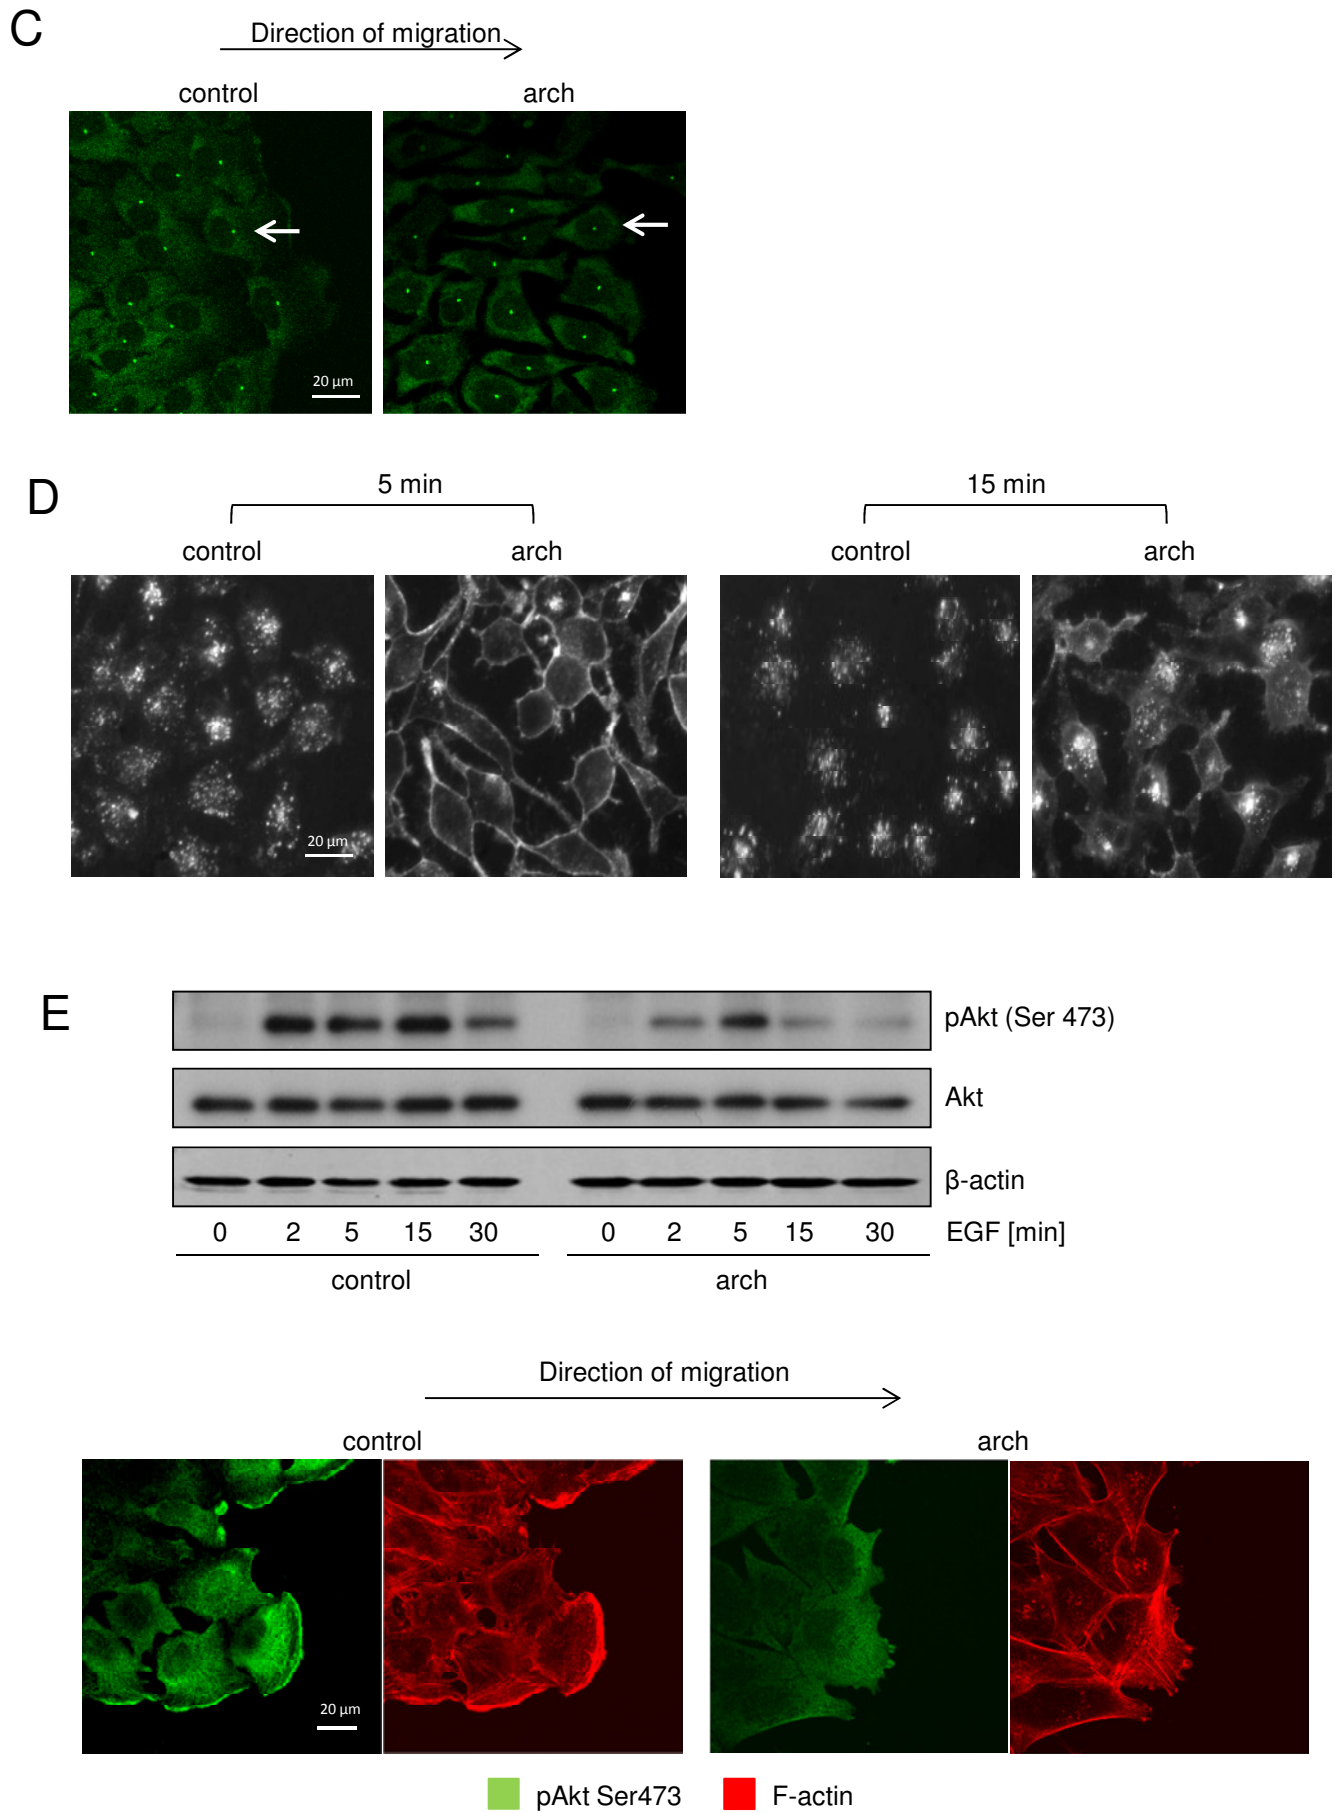 C
Direction of migration
control arch
20 µm
D
5 min 15 min
control arch control arch
20 µm
E
pAkt (Ser 473)
Akt
β-actin
0 2 5 15 30 0 2 5 15 30 EGF [min]
control arch
Direction of migration
control arch
20 µm
pAkt Ser473 F-actin